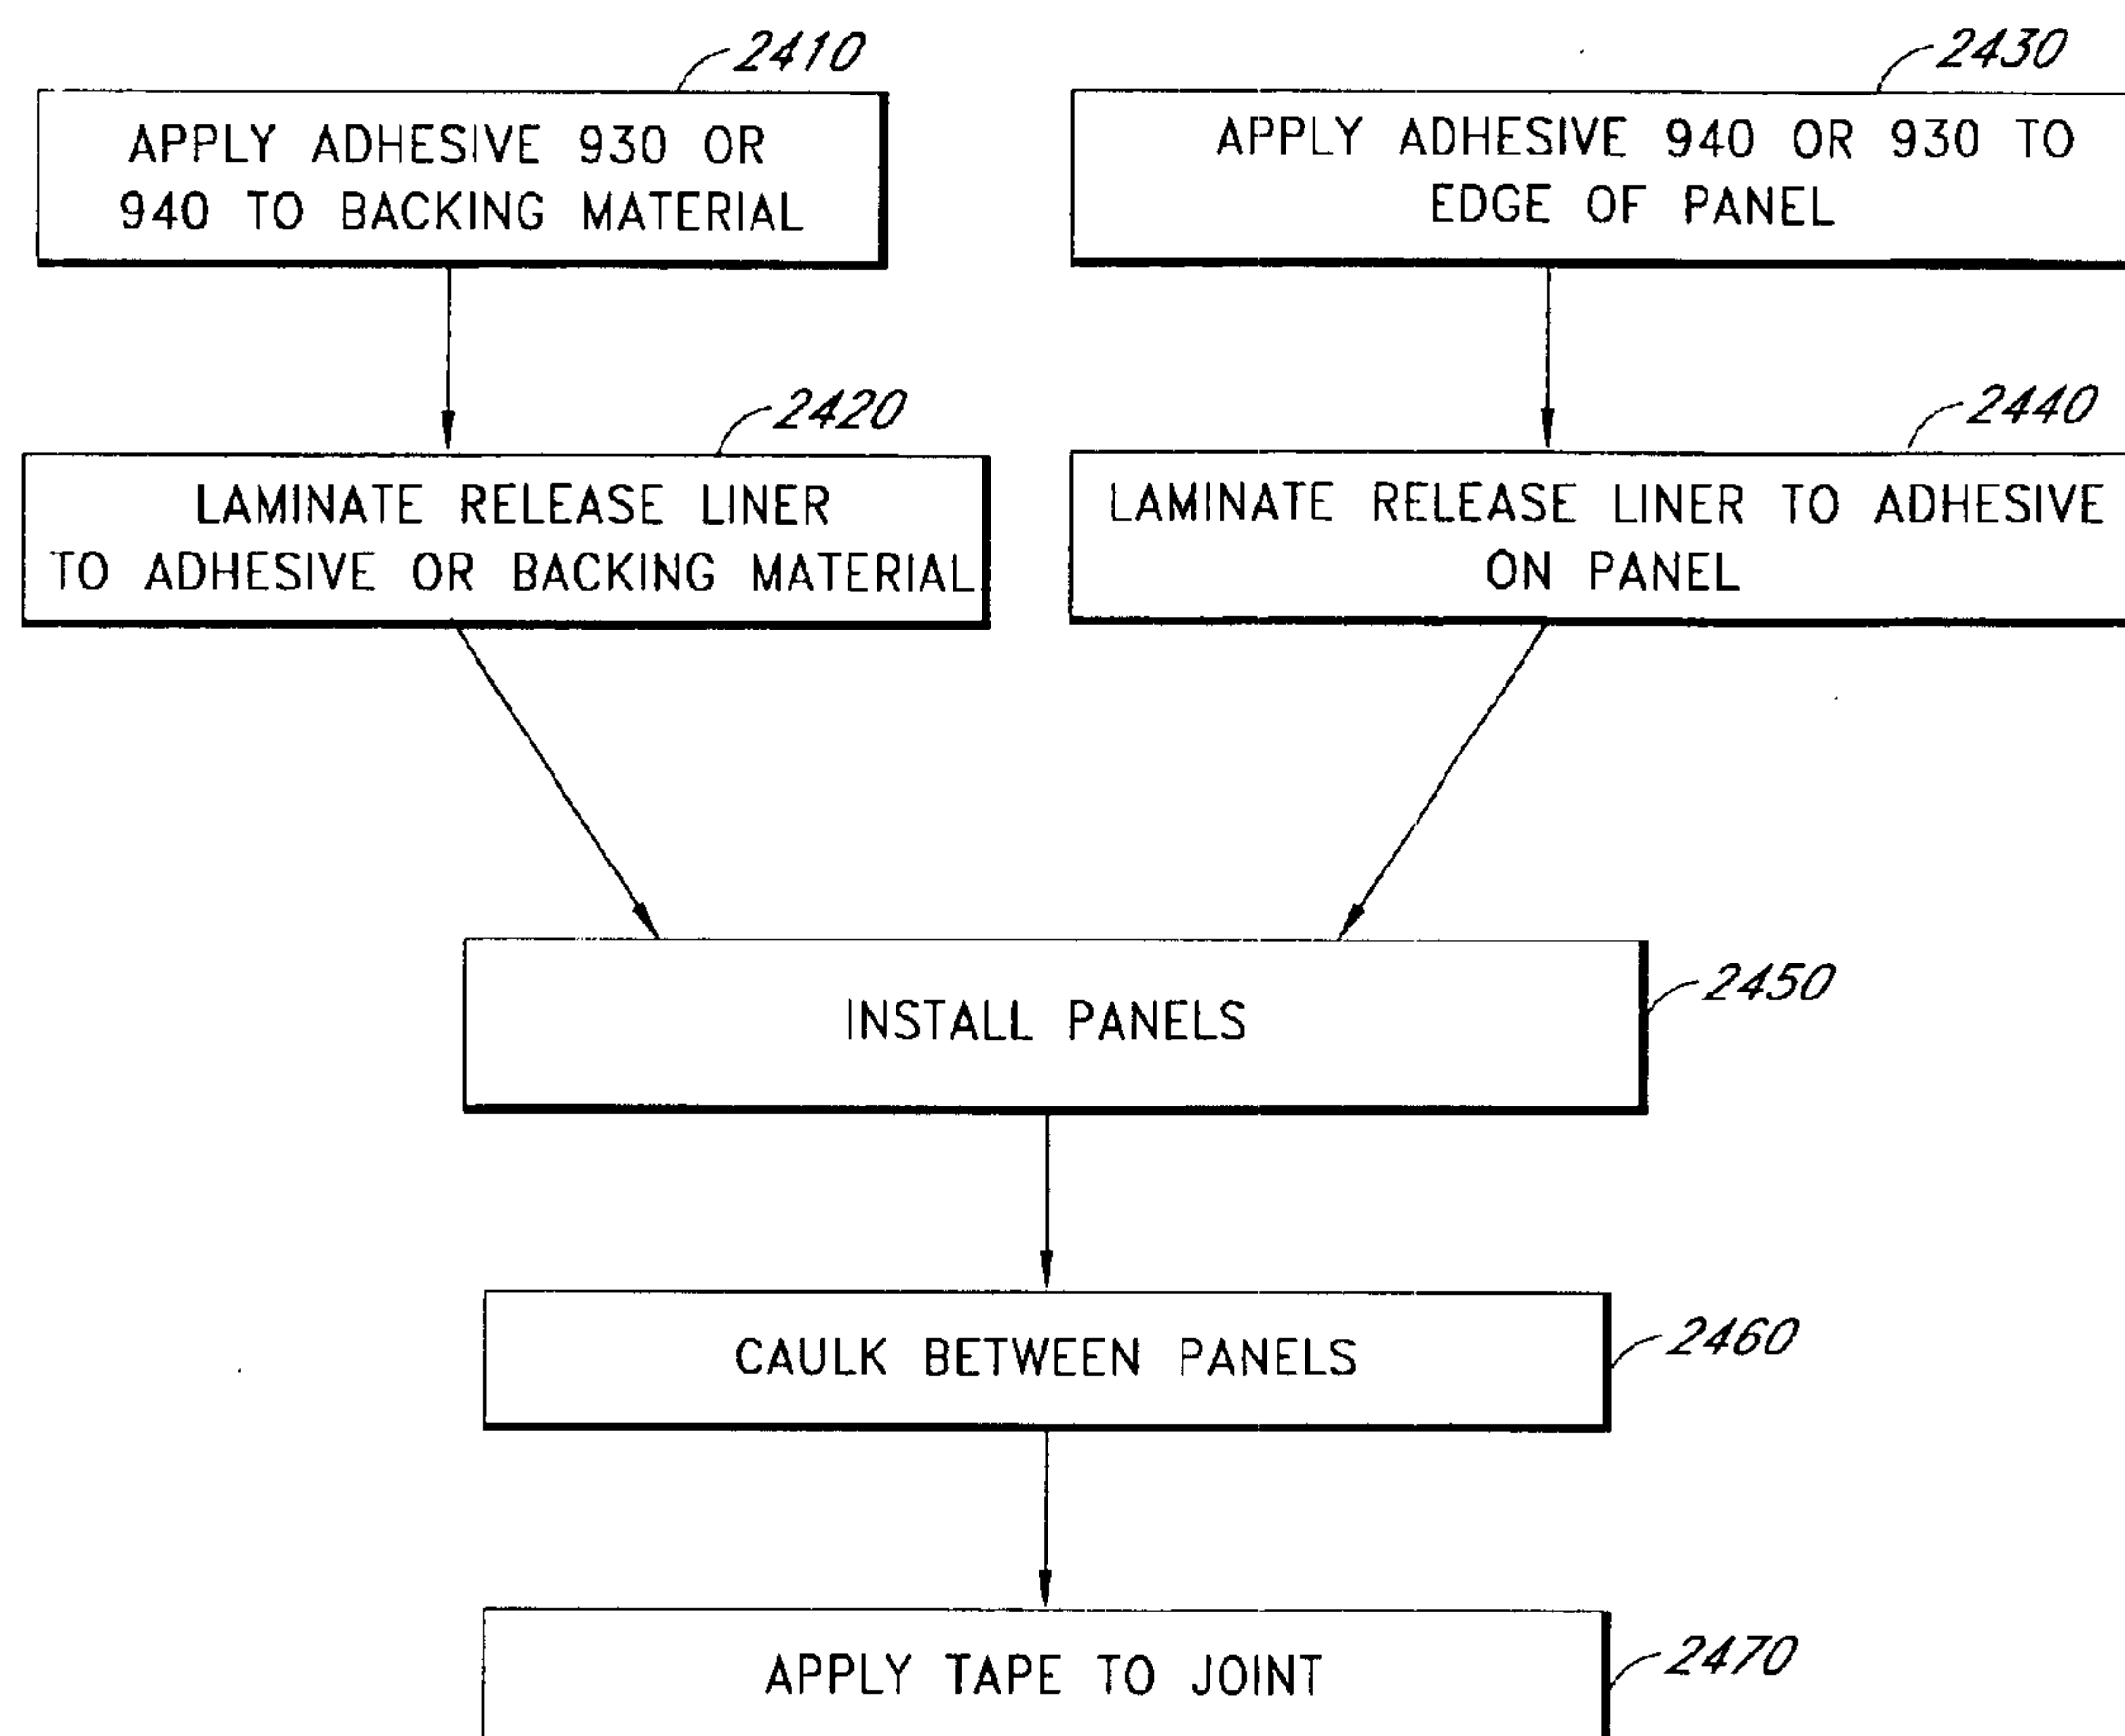 2410
APPLY ADHESIVE 930 OR
940 TO BACKING MATERIAL
2430
APPLY ADHESIVE 940 OR 930 TO
EDGE OF PANEL
2420
LAMINATE RELEASE LINER
TO ADHESIVE OR BACKING MATERIAL
2440
LAMINATE RELEASE LINER TO ADHESIVE
ON PANEL
INSTALL PANELS
2450
CAULK BETWEEN PANELS
2460
APPLY TAPE TO JOINT
2470